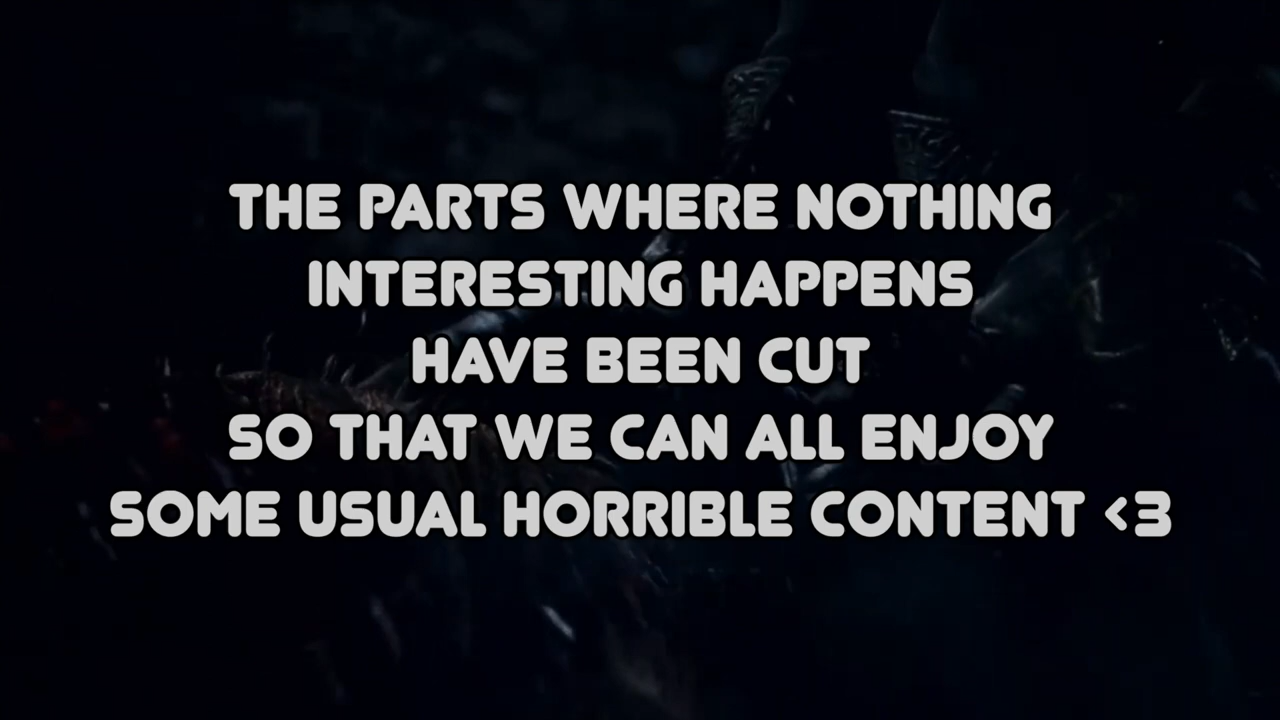 THE PARTS WHERE NOTHING
INTERESTING HAPPENS
HAVE BEEN CUT
SO THAT WE CAN ALL ENJOY
SOME USUAL HORRIBLE CONTENT <3